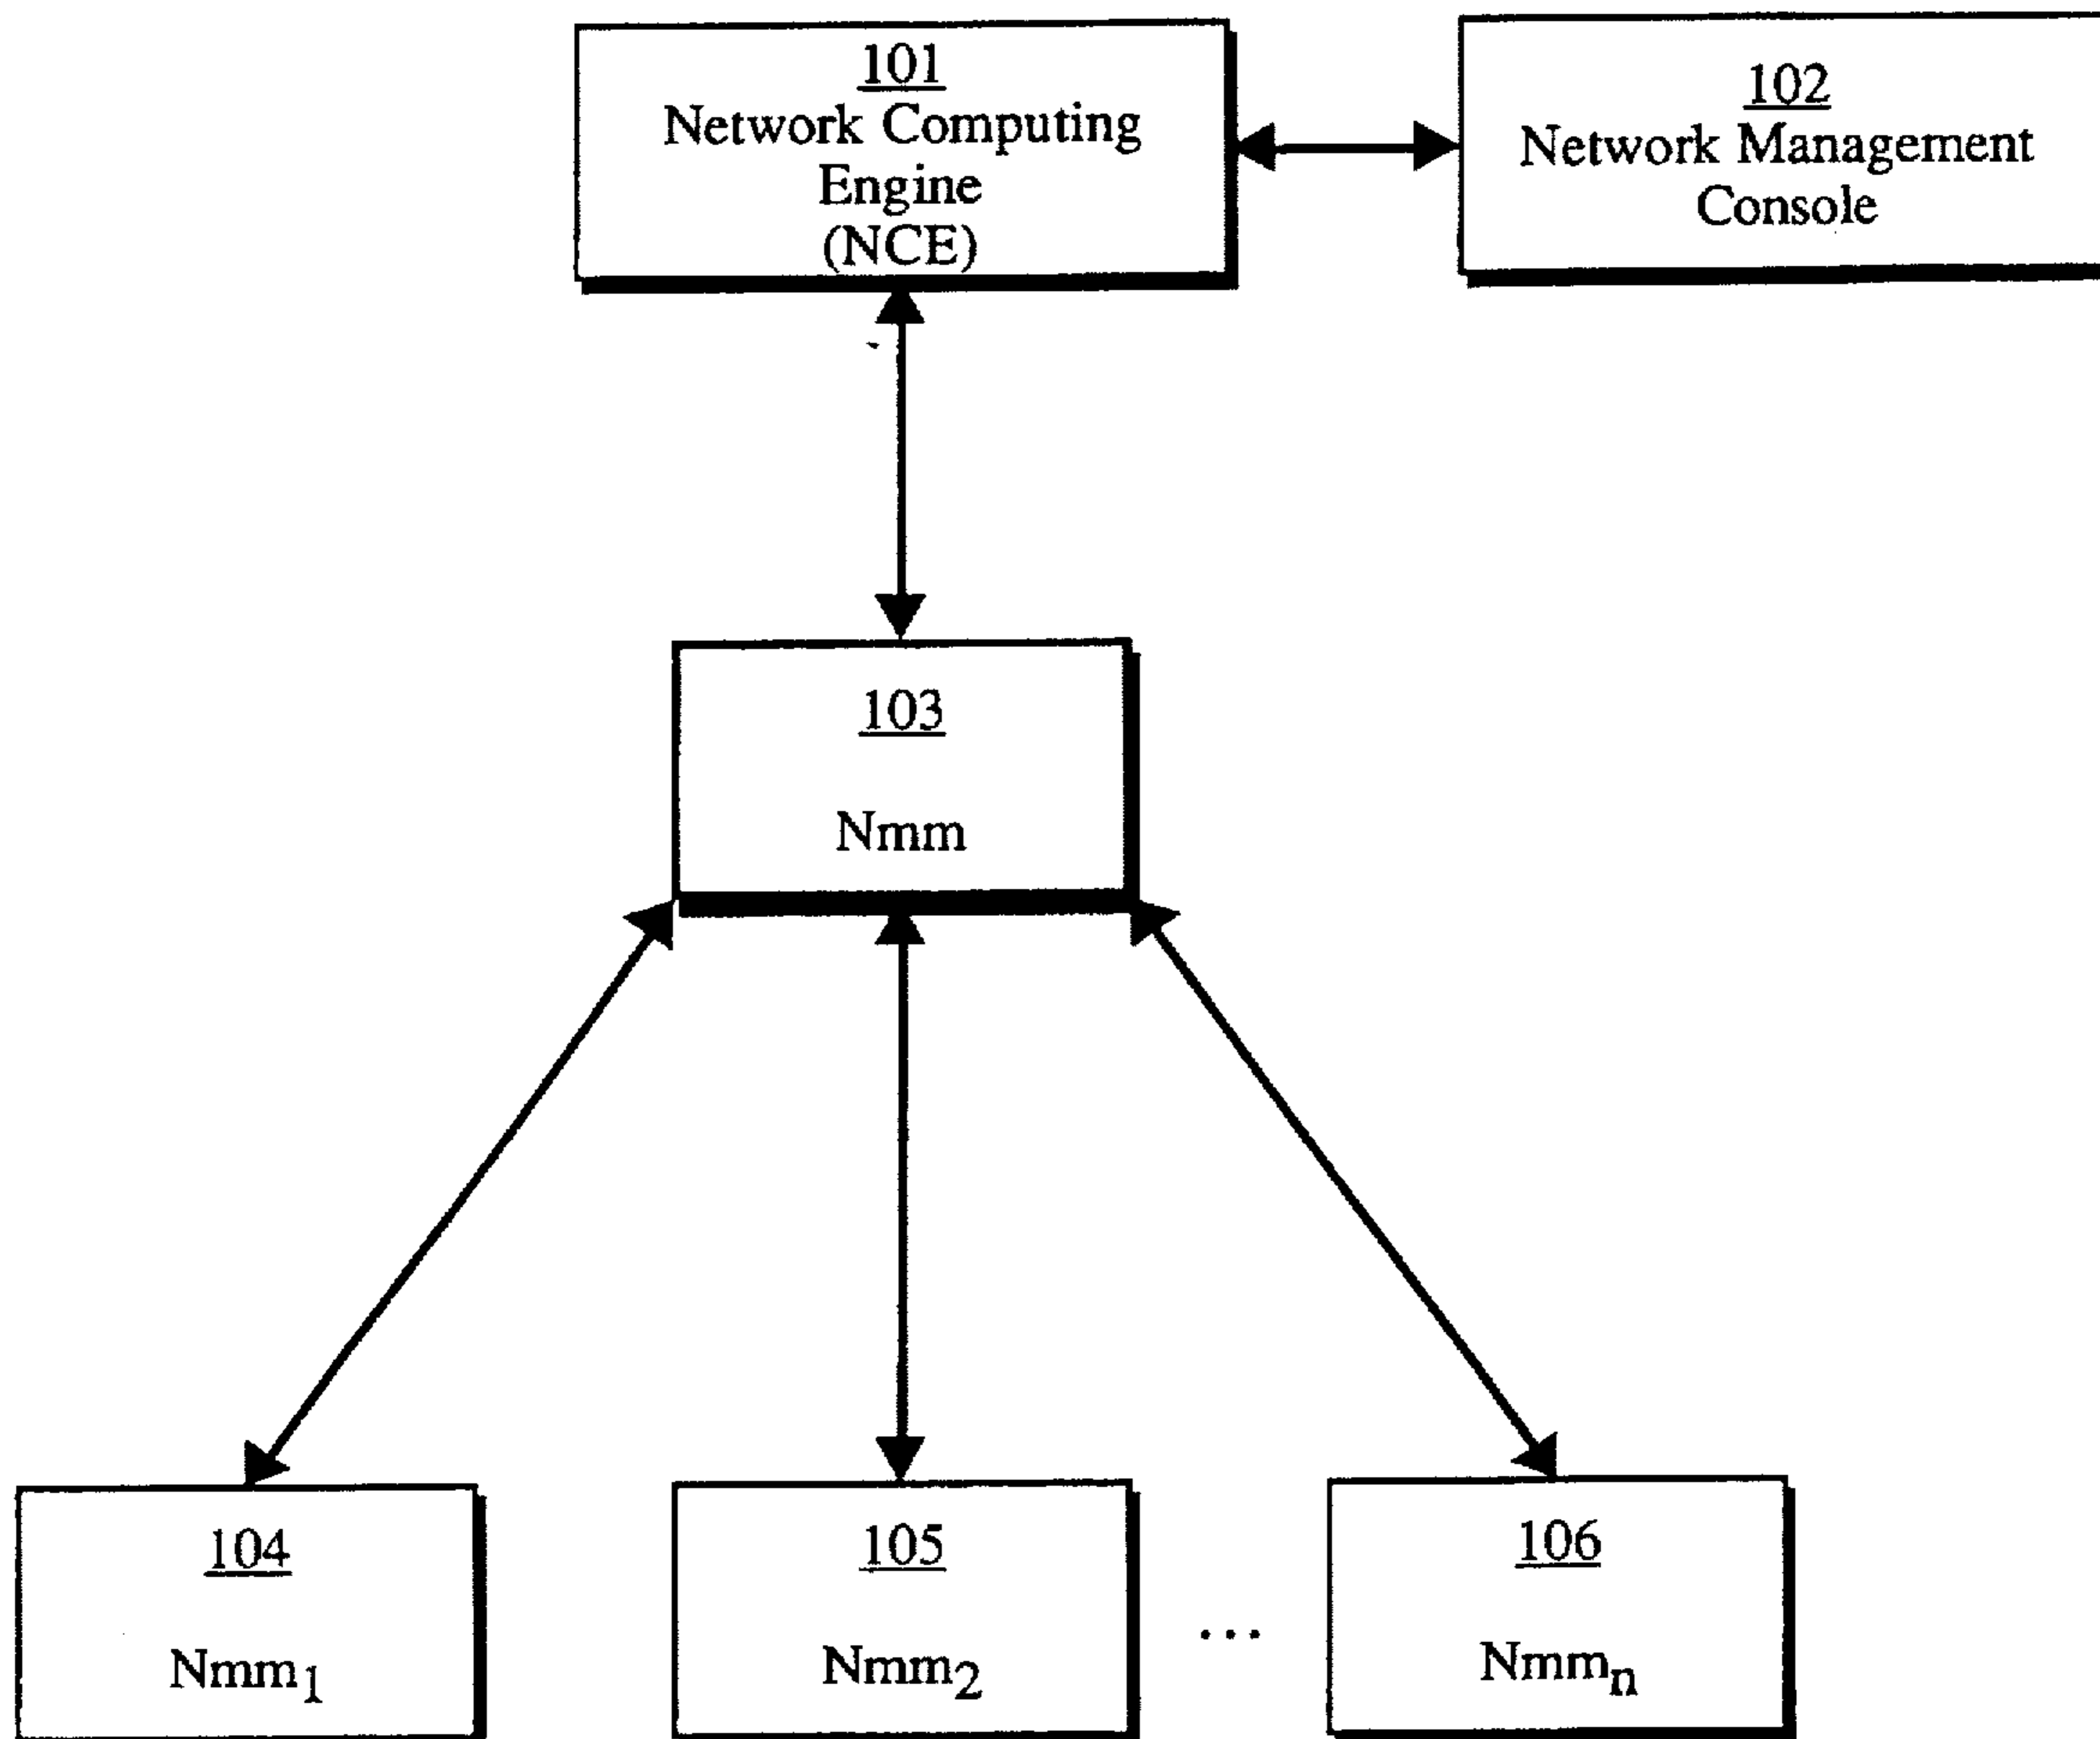 101
Network Computing
Engine
(NCE)
102
Network Management
Console
103
Nmm
104
Nmm1
105
Nmm2
...
106
Nmmn